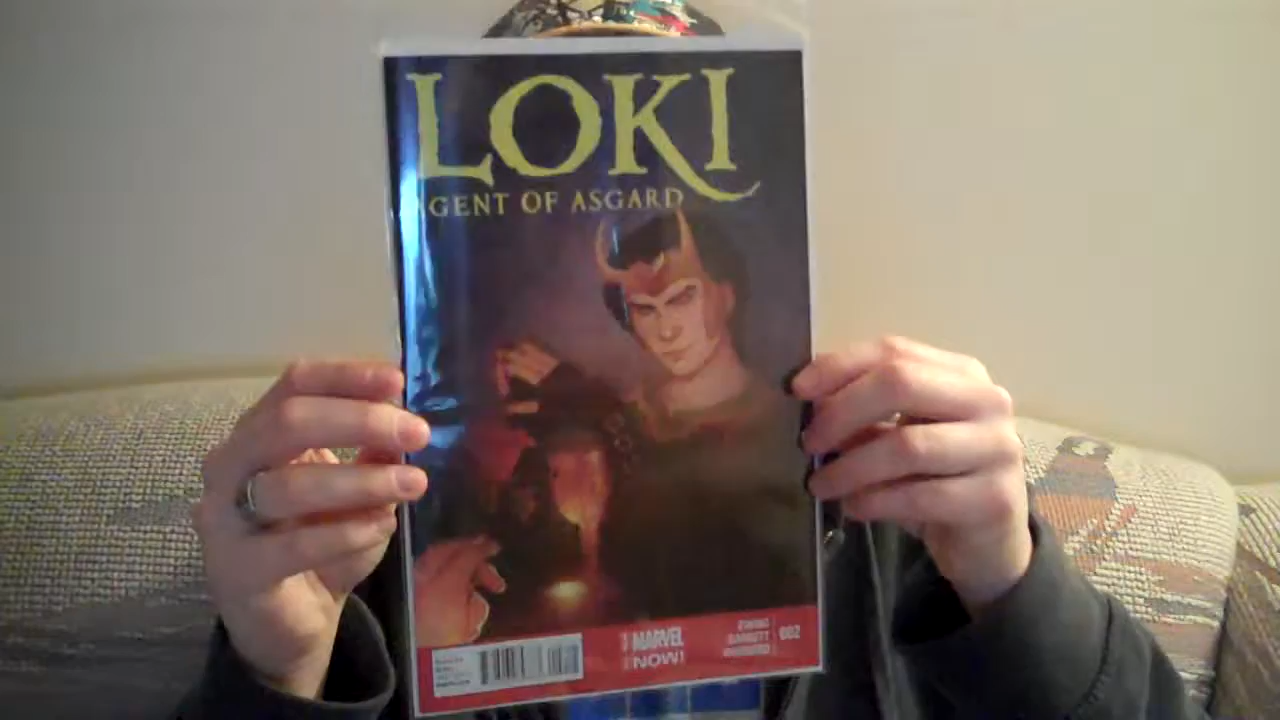 LOKI
GENT OF ASGARD
MARVEL
NOW!
EWING
GARBETT
002